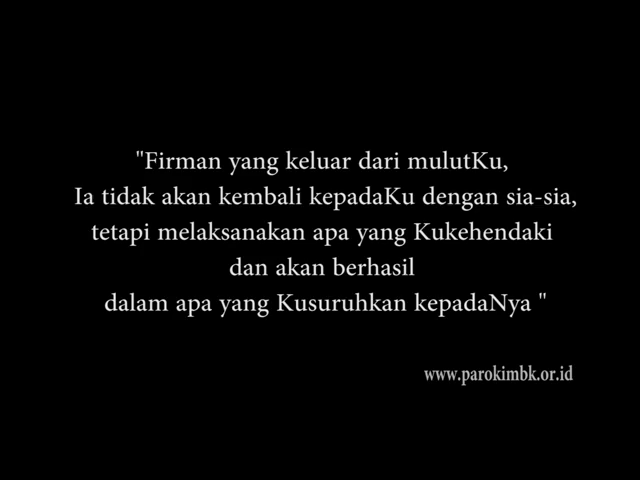 "Firman yang keluar dari mulutKu,
Ia tidak akan kembali kepadaKu dengan sia-sia,
tetapi melaksanakan apa yang Kukehendaki
dan akan berhasil
dalam apa yang Kusuruhkan kepadaNya "
www.parokimbk.or.id